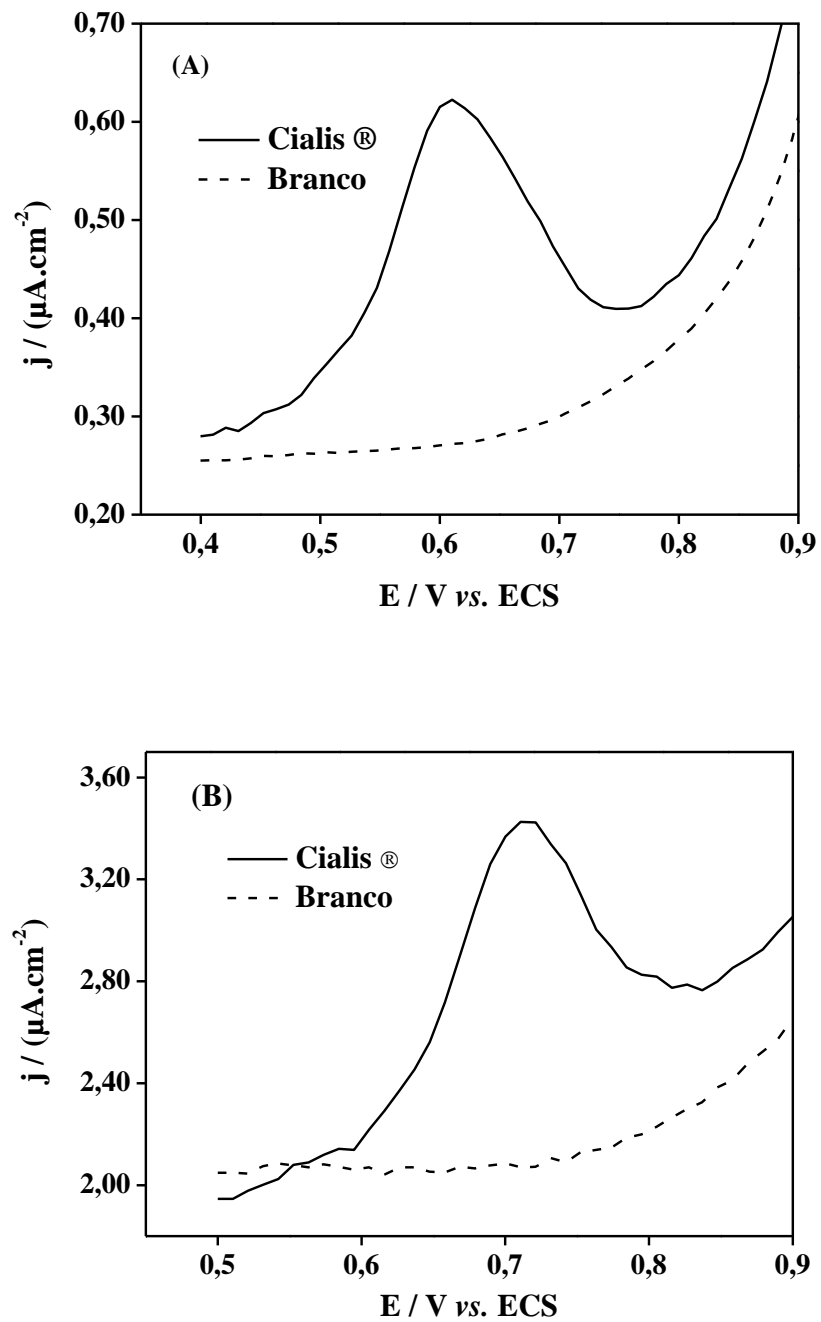 (A)
Cialis ®
Branco
j / (µA.cm-2)
0,70
0,60
0,50
0,40
0,30
0,20
0,4 0,5 0,6 0,7 0,8 0,9
E / V vs. ECS
(B)
Cialis ®
Branco
j / (µA.cm-2)
3,60
3,20
2,80
2,40
2,00
0,5 0,6 0,7 0,8 0,9
E / V vs. ECS